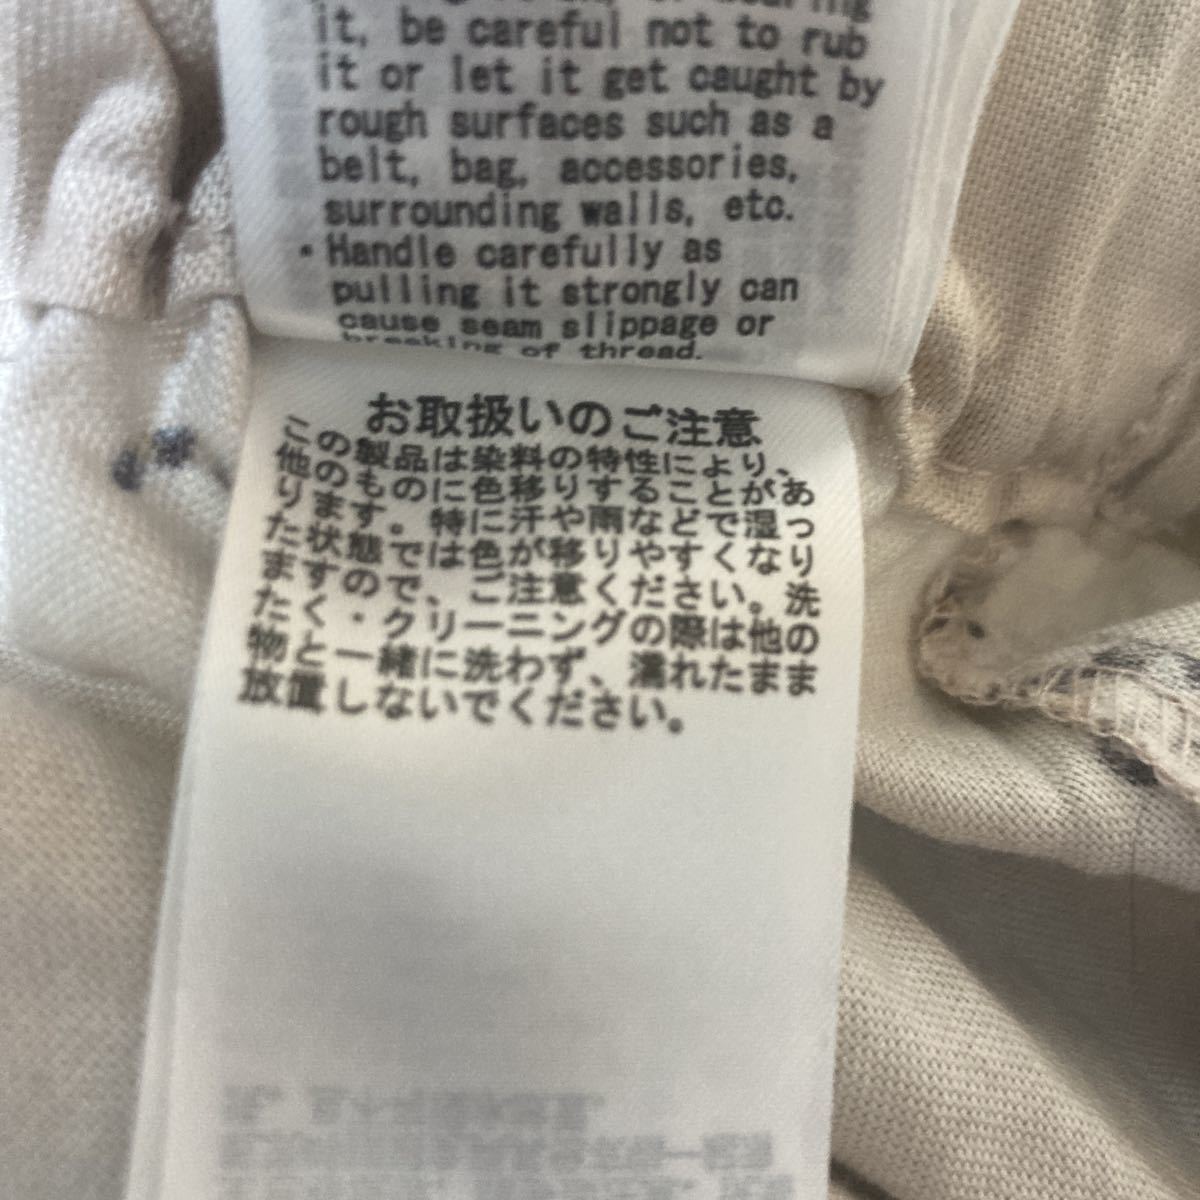 it, be careful not to rub
it or let it get caught by
rough surfaces such as a
belt, bag, accessories,
surrounding walls, etc.
・Handle carefully as
pulling it strongly can
cause seam slippage or
breaking of thread.
お取扱いのご注意
この製品は染料の特性により、
他のものに色移りすることがあ
ります。特に汗や雨などで湿っ
た状態では色が移りやすくなり
ますので、ご注意ください。洗
たく・クリーニングの際は他の
物と一緒に洗わず、濡れたまま
放置しないでください。